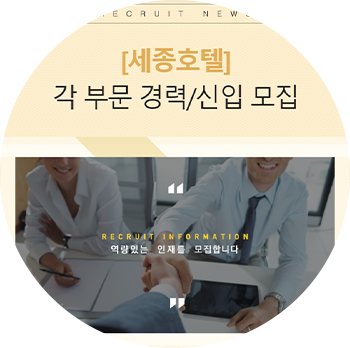 RECRUIT NEWS
[세종호텔]
각 부문 경력/신입 모집
“
RECRUIT INFORMATION
역량있는 인재를 모집합니다
”